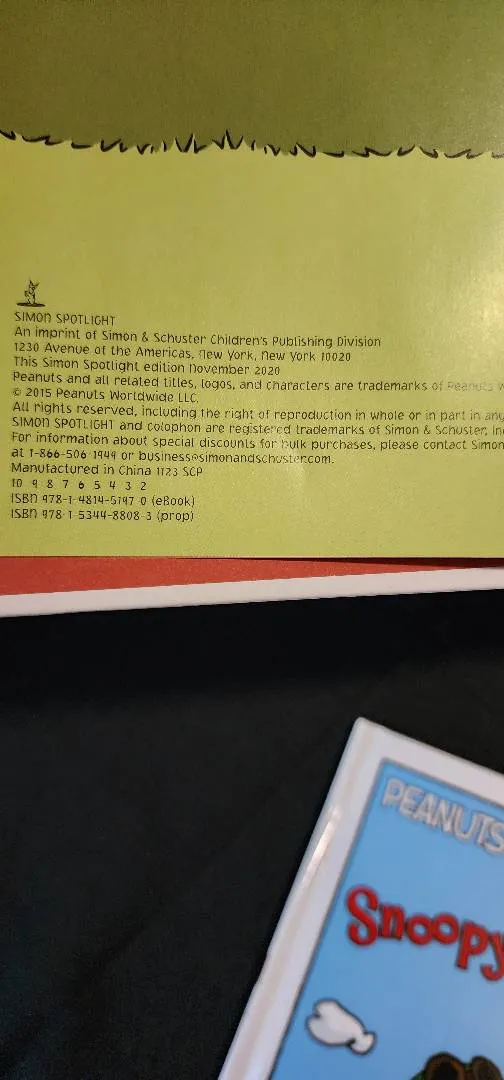 SIMON SPOTLIGHT
An imprint of Simon & Schuster Children's Publishing Division
1230 Avenue of the Americas, New York, New York 10020
This Simon Spotlight edition November 2020
Peanuts and all related titles, logos, and characters are trademarks of Peanuts W
© 2015 Peanuts Worldwide LLC.
All rights reserved, including the right of reproduction in whole or in part in any
SIMON SPOTLIGHT and colophon are registered trademarks of Simon & Schuster, Inc
For information about special discounts for bulk purchases, please contact Simon
at 1-866-506-1949 or business@simonandschuster.com.
Manufactured in China 1123 SCP
10 9 8 7 6 5 4 3 2
ISBN 978-1-4814-5197-0 (eBook)
ISBN 978-1-5344-8808-3 (prop)
PEANUTS
Snoopy